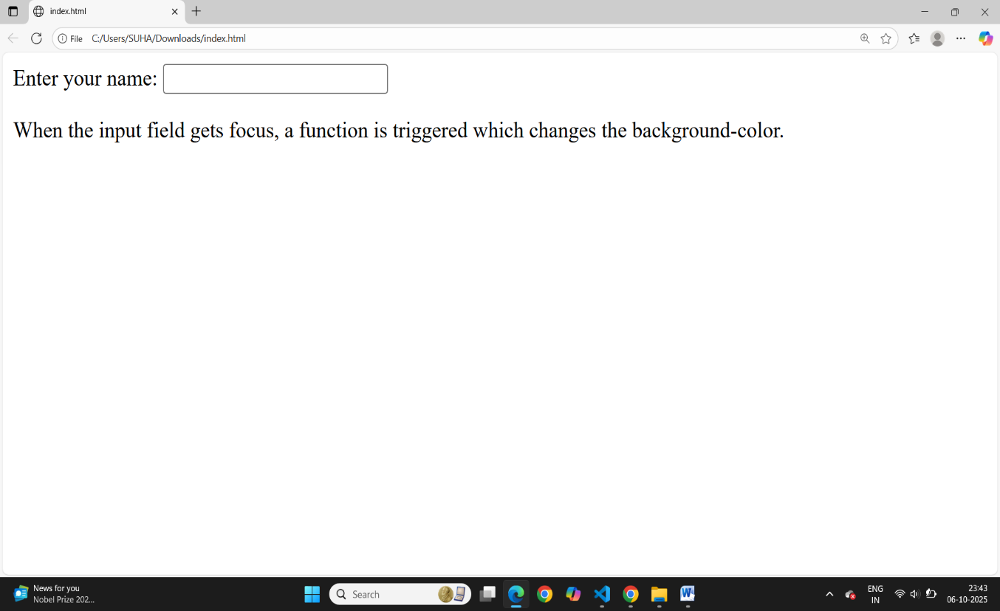 index.html
File C:/Users/SUHA/Downloads/index.html
Enter your name:
When the input field gets focus, a function is triggered which changes the background-color.
News for you
Nobel Prize 202...
Search
ENG
IN
23:43
06-10-2025